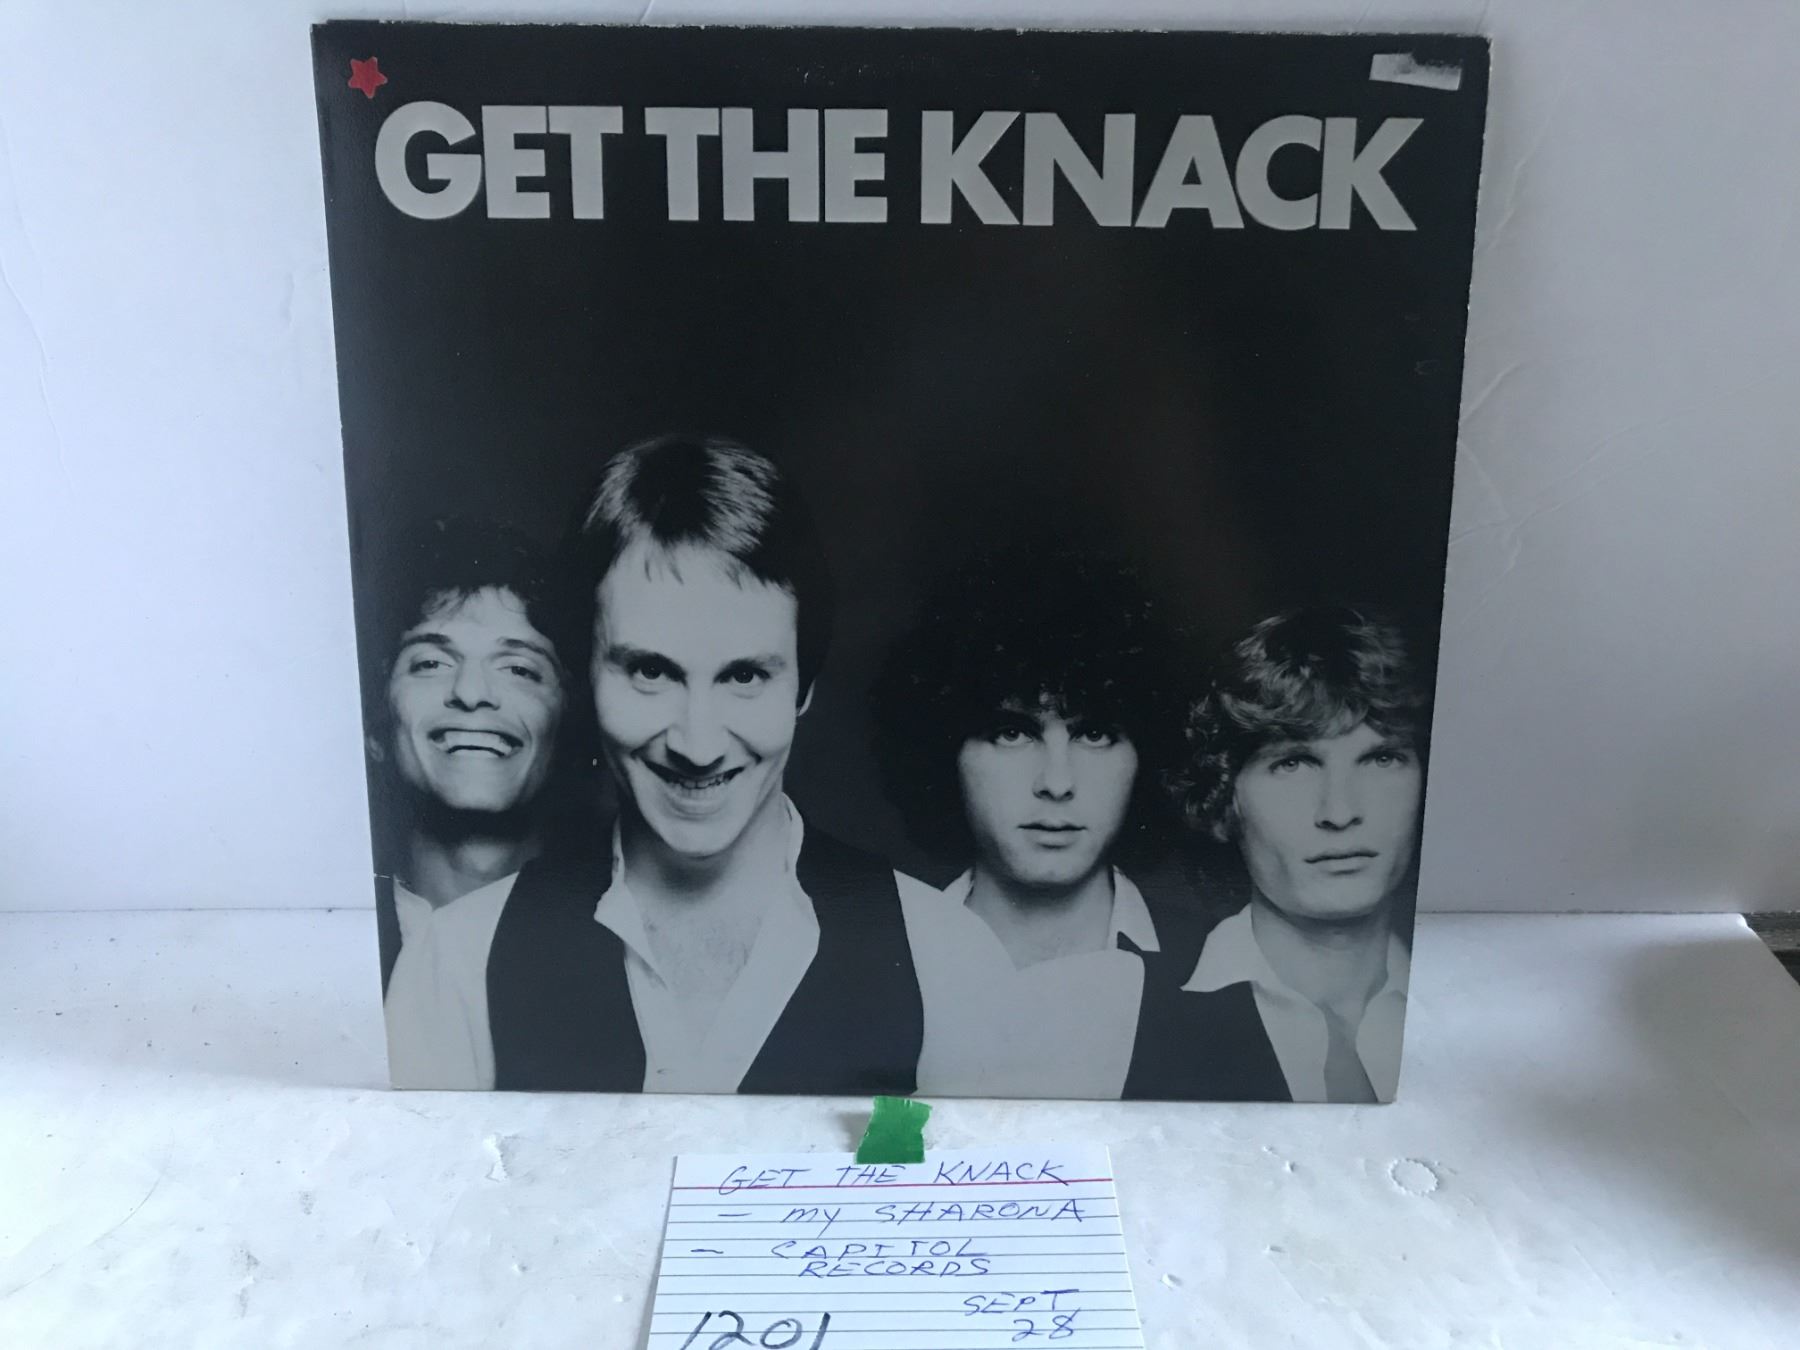 GET THE KNACK
GET THE KNACK
- my SHARONA
- CAPITOL
RECORDS
SEPT
28
1201